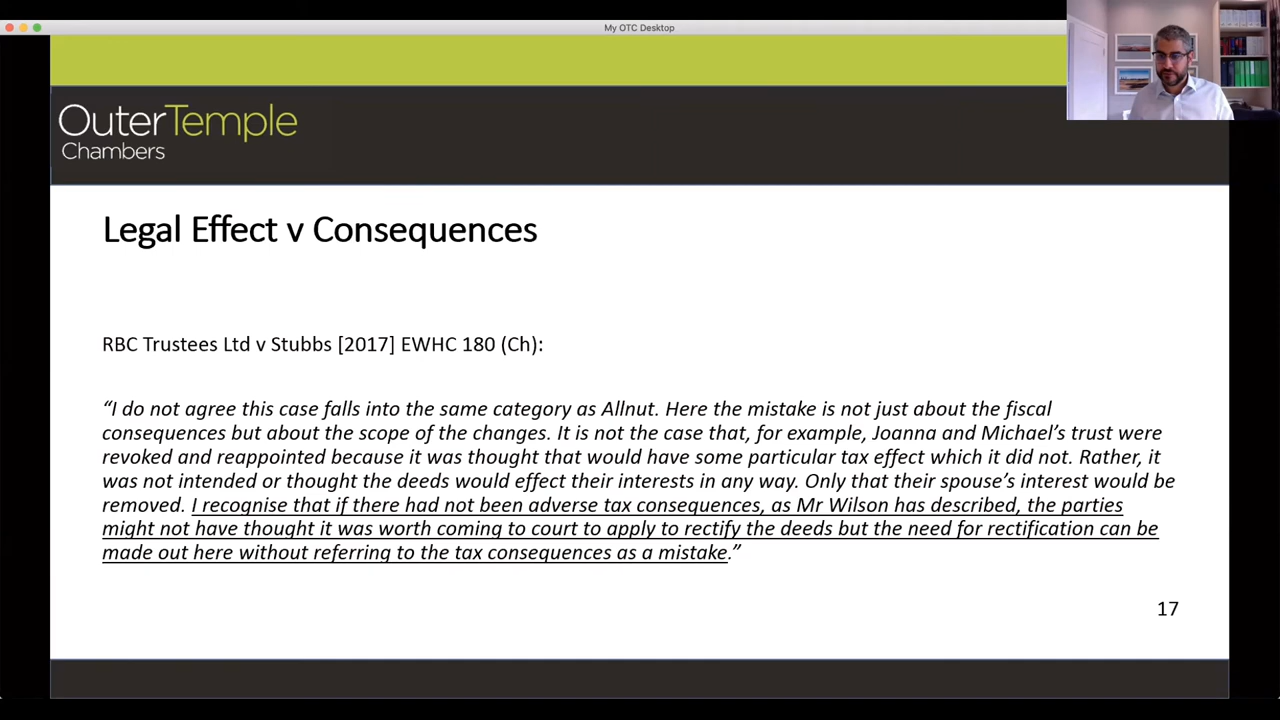 My OTC Desktop
OuterTemple
Chambers
Legal Effect v Consequences
RBC Trustees Ltd v Stubbs [2017] EWHC 180 (Ch):
“I do not agree this case falls into the same category as Allnut. Here the mistake is not just about the fiscal
consequences but about the scope of the changes. It is not the case that, for example, Joanna and Michael’s trust were
revoked and reappointed because it was thought that would have some particular tax effect which it did not. Rather, it
was not intended or thought the deeds would effect their interests in any way. Only that their spouse’s interest would be
removed. I recognise that if there had not been adverse tax consequences, as Mr Wilson has described, the parties
might not have thought it was worth coming to court to apply to rectify the deeds but the need for rectification can be
made out here without referring to the tax consequences as a mistake.”
17